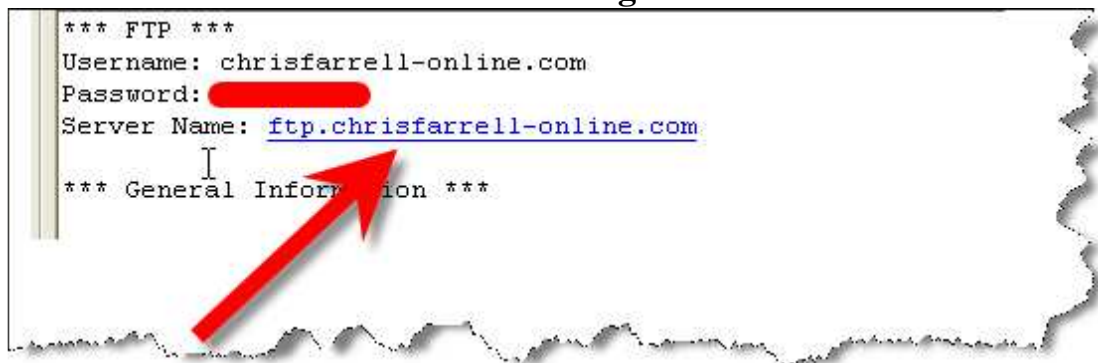 *** FTP ***
Username: chrisfarrell-online.com
Password:
Server Name: ftp.chrisfarrell-online.com
*** General Information ***